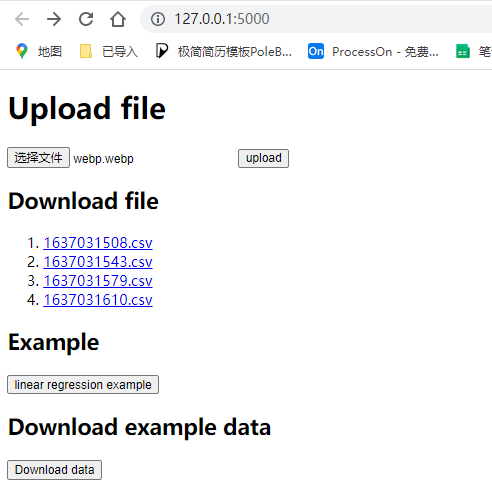 127.0.0.1:5000
地图 已导入 极简简历模板PoleB... ProcessOn - 免费...
Upload file
选择文件 webp.webp upload
Download file
1. 1637031508.csv
2. 1637031543.csv
3. 1637031579.csv
4. 1637031610.csv
Example
linear regression example
Download example data
Download data